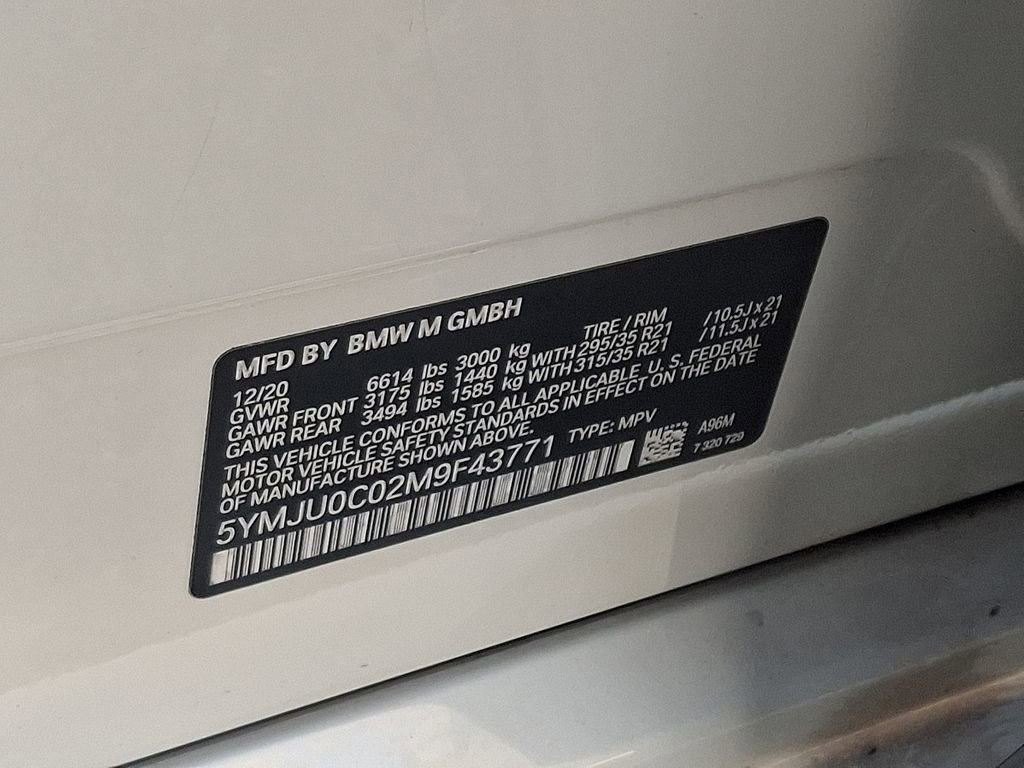 MFD BY BMW M GMBH
12/20
TIRE / RIM
GVWR 6614 lbs 3000 kg
GAWR FRONT 3175 lbs 1440 kg WITH 295/35 R21 /10.5J x 21
GAWR REAR 3494 lbs 1585 kg WITH 315/35 R21 /11.5J x 21
THIS VEHICLE CONFORMS TO ALL APPLICABLE U. S. FEDERAL
MOTOR VEHICLE SAFETY STANDARDS IN EFFECT ON THE DATE
OF MANUFACTURE SHOWN ABOVE.
5YMJU0C02M9F43771 TYPE: MPV A96M
7 320 729